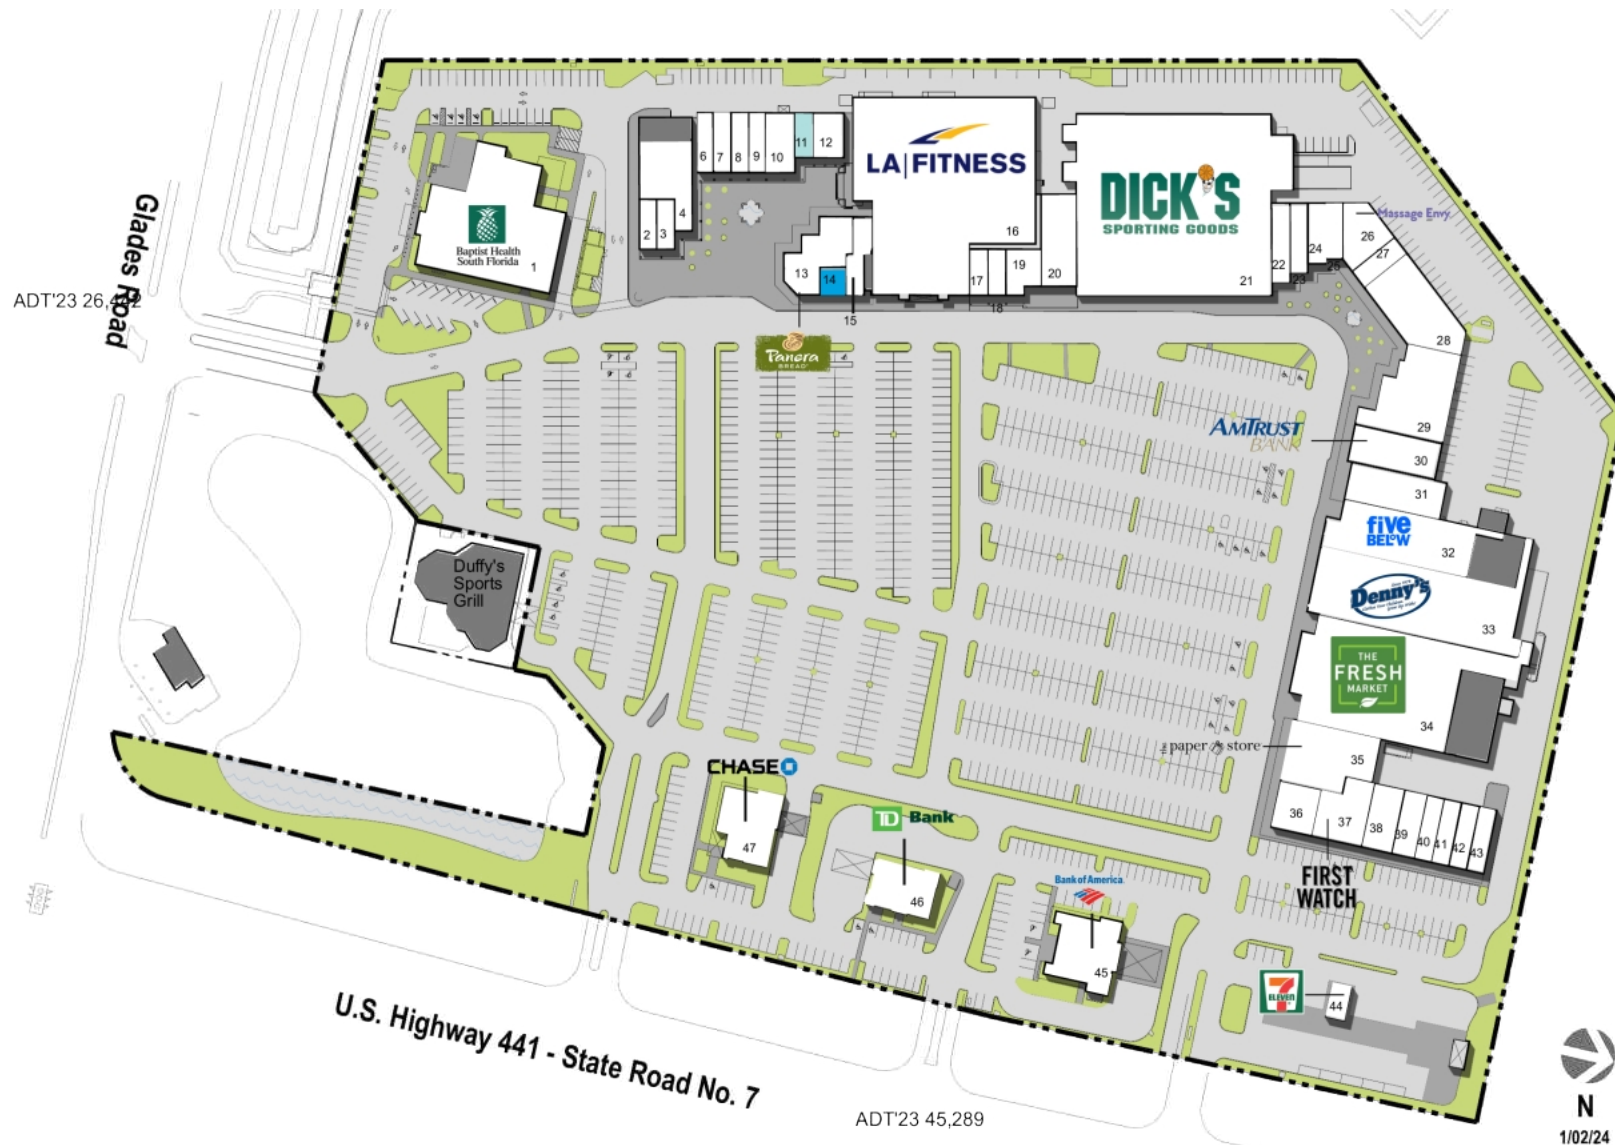 LA|FITNESS
DICK'S
SPORTING GOODS
Massage Envy
Baptist Health
South Florida
1
2
3
4
6
7
8
9
10
11
12
13
14
15
16
17
18
19
20
21
22
23
24
25
26
27
28
29
30
31
32
33
34
35
36
37
38
39
40
41
42
43
44
45
46
47
Glades Road
ADT'23 26,442
Panera
BREAD
AMTRUST
BANK
five
BELOW
Denny's
Duffy's
Sports
Grill
THE
FRESH
MARKET
the paper store
CHASE
TD Bank
Bank of America
FIRST
WATCH
7
ELEVEN
U.S. Highway 441 - State Road No. 7
ADT'23 45,289
N
1/02/24